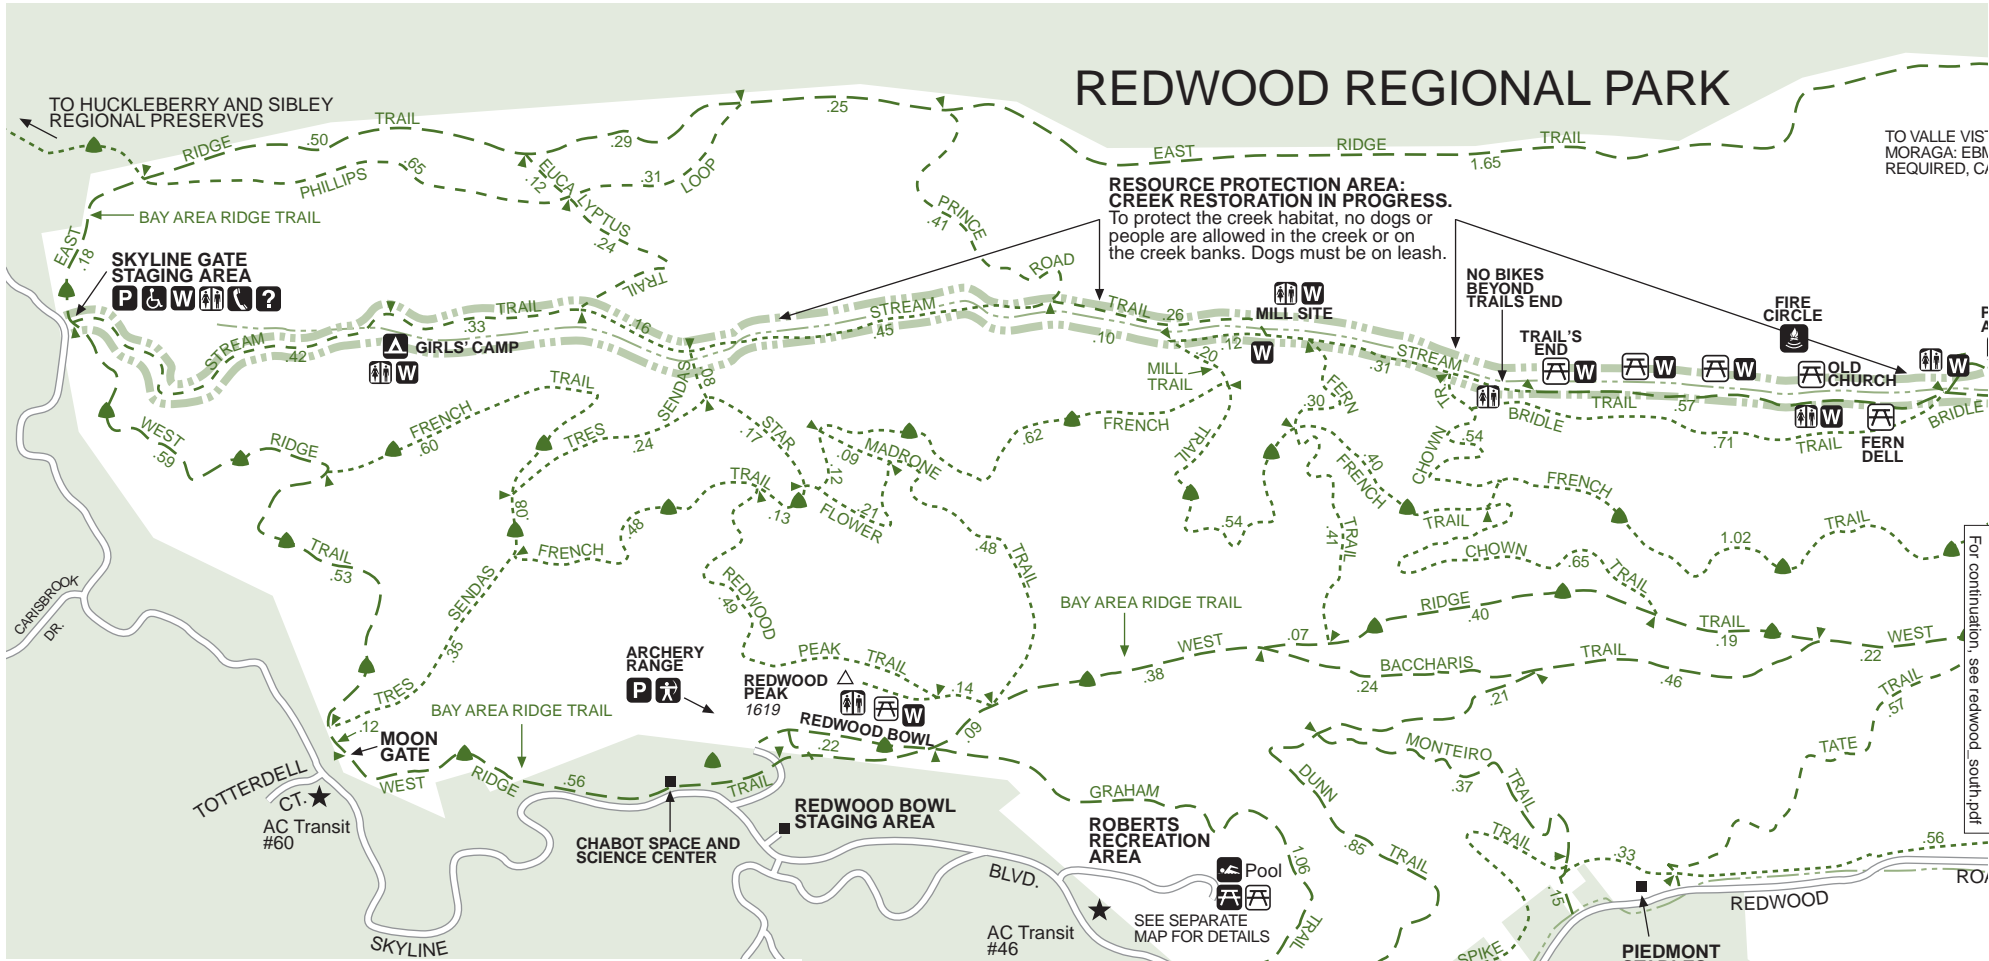 REDWOOD REGIONAL PARK
TO HUCKLEBERRY AND SIBLEY
REGIONAL PRESERVES
RIDGE
.50
TRAIL
.29
.25
EAST
RIDGE
1.65
TRAIL
TO VALLE VIST
MORAGA: EBM
REQUIRED, CA
PHILLIPS
.65
EUCA
LYPTUS
.12
.31
LOOP
.24
TRAIL
PRINCE
.41
ROAD
BAY AREA RIDGE TRAIL
EAST
.18
SKYLINE GATE
STAGING AREA
P W ?
RESOURCE PROTECTION AREA:
CREEK RESTORATION IN PROGRESS.
To protect the creek habitat, no dogs or
people are allowed in the creek or on
the creek banks. Dogs must be on leash.
NO BIKES
BEYOND
TRAILS END
STREAM
.42
TRAIL
.33
.16
STREAM
.45
TRAIL
.26
.10
.12
.20
GIRLS' CAMP
W
W
MILL SITE
W
MILL
TRAIL
STREAM
.31
TR.
TRAIL'S
END
W
W
W
FIRE
CIRCLE
OLD
CHURCH
W
W
FERN
DELL
TRAIL
.57
BRIDLE
.71
TRAIL
BRIDLE
WEST
.59
RIDGE
FRENCH
.60
TRAIL
TRES
.24
SENDAS
.08
STAR
.17
.09
MADRONE
.12
.21
FLOWER
.62
FRENCH
TRAIL
FERN
.30
.40
FRENCH
CHOWN
.54
FRENCH
1.02
TRAIL
TRAIL
.53
.08
FRENCH
.48
TRAIL
.13
.48
TRAIL
.54
TRAIL
.41
TRAIL
CHOWN
.65
TRAIL
SENDAS
.35
TRES
REDWOOD
.49
PEAK
TRAIL
.14
BAY AREA RIDGE TRAIL
WEST
.38
.07
RIDGE
.40
TRAIL
.19
WEST
.22
BACCHARIS
.24
TRAIL
.46
.21
TRAIL
.57
TATE
ARCHERY
RANGE
P
REDWOOD
PEAK
1619
W
REDWOOD BOWL
.22
.09
BAY AREA RIDGE TRAIL
.12
MOON
GATE
WEST
RIDGE
.56
TRAIL
GRAHAM
1.06
TRAIL
MONTEIRO
.37
TRAIL
DUNN
.85
TRAIL
TRAIL
.33
.15
.56
CARISBROOK
DR.
TOTTERDELL
CT.
AC Transit
#60
SKYLINE
BLVD.
CHABOT SPACE AND
SCIENCE CENTER
REDWOOD BOWL
STAGING AREA
ROBERTS
RECREATION
AREA
Pool
SEE SEPARATE
MAP FOR DETAILS
AC Transit
#46
SPIKE
REDWOOD
ROA
PIEDMONT
For continuation, see redwood_south.pdf